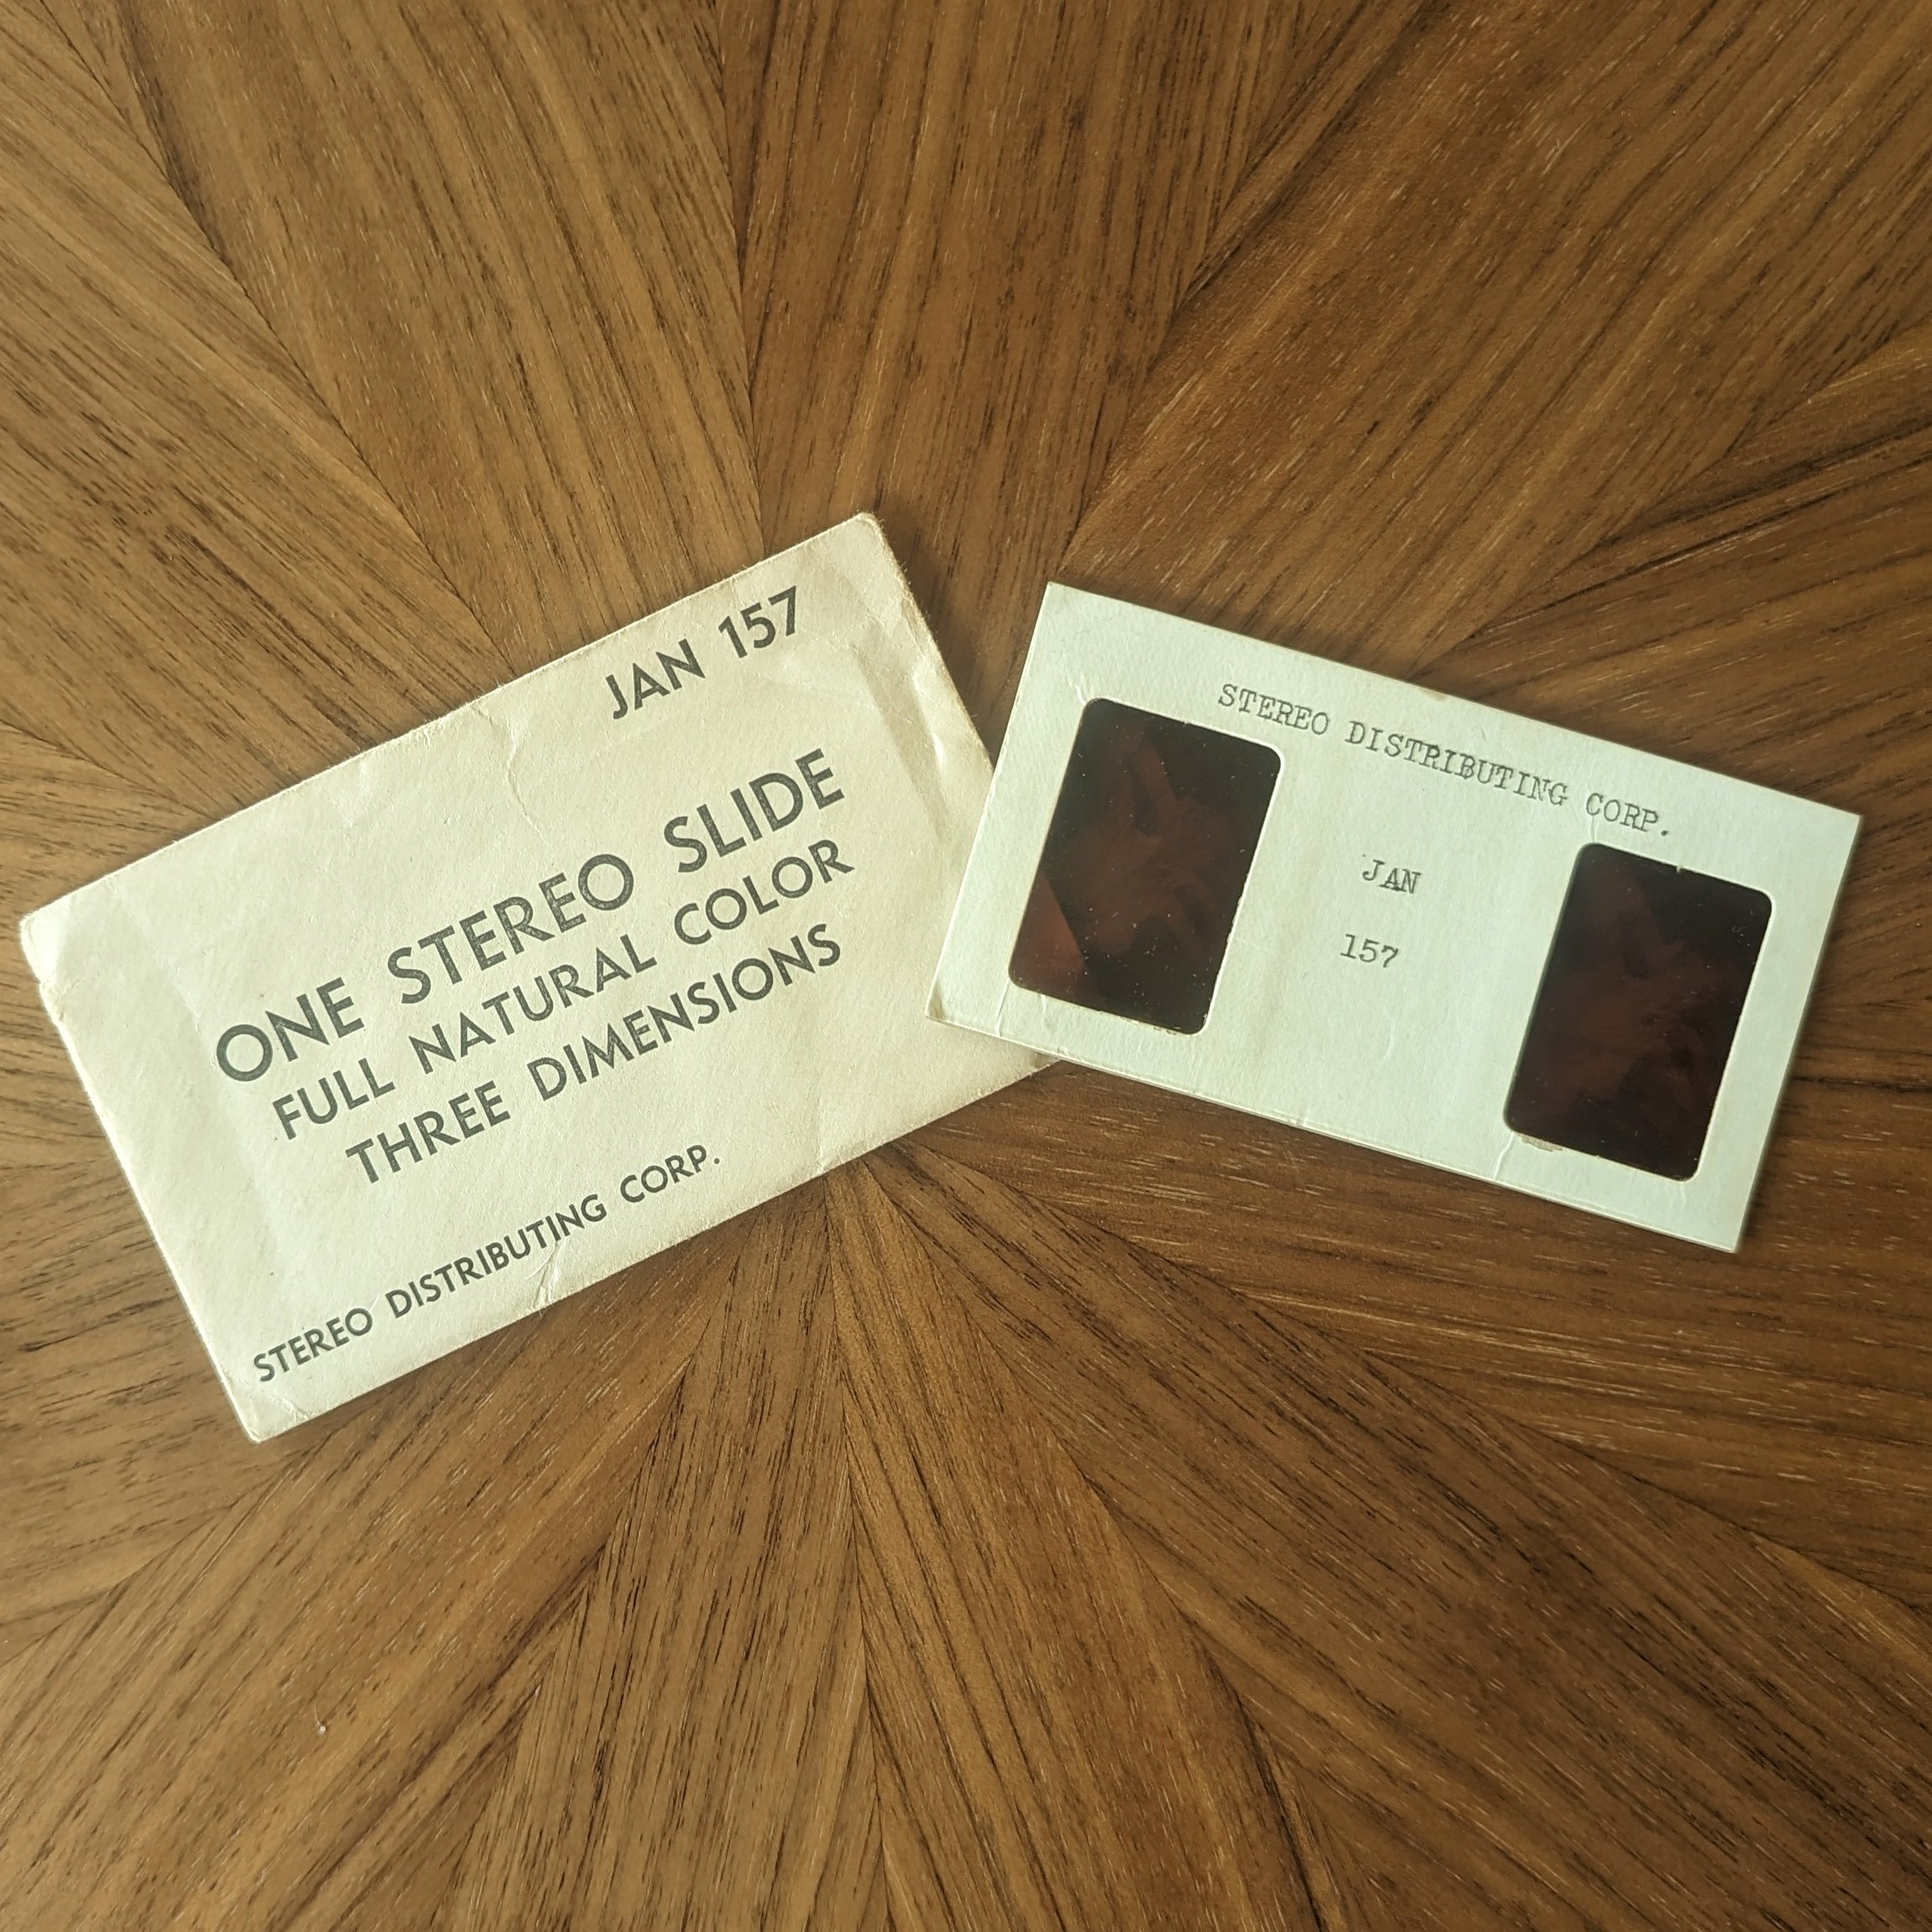 JAN 157
ONE STEREO SLIDE
FULL NATURAL COLOR
THREE DIMENSIONS
STEREO DISTRIBUTING CORP.
STEREO DISTRIBUTING CORP.
JAN
157